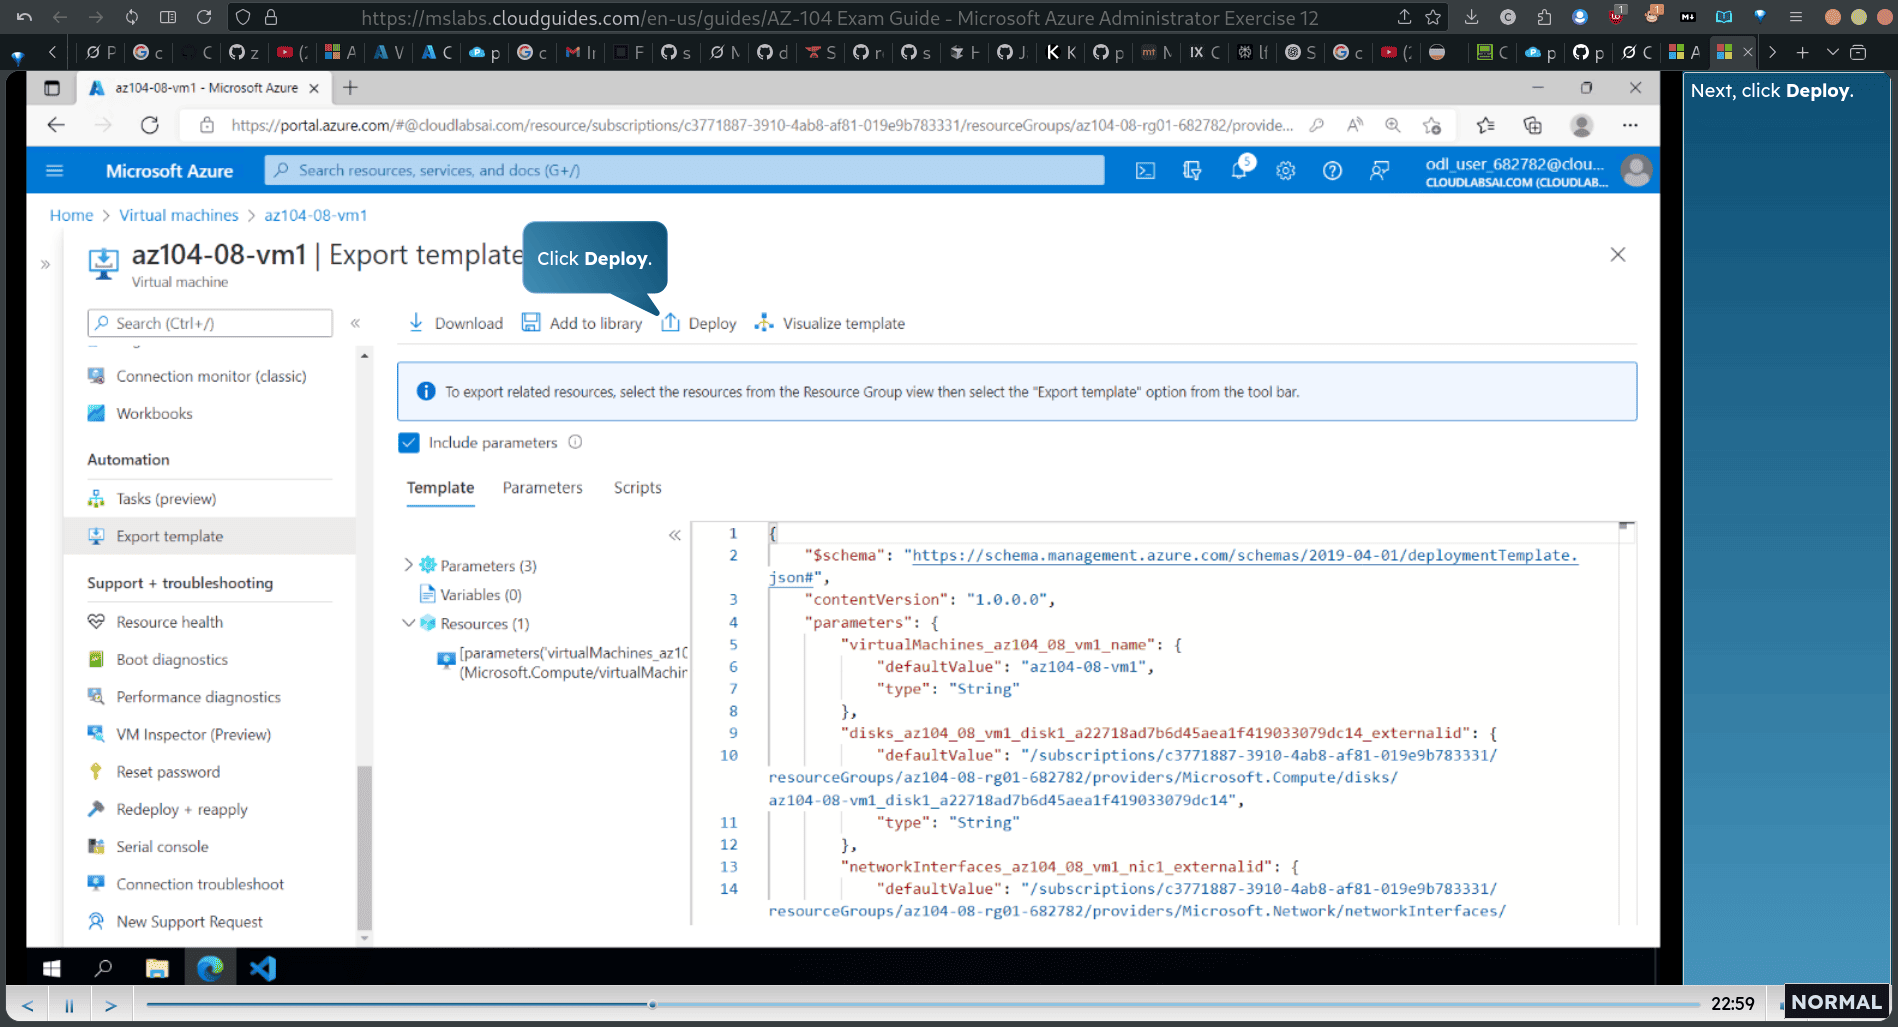 https://mslabs.cloudguides.com/en-us/guides/AZ-104 Exam Guide - Microsoft Azure Administrator Exercise 12
az104-08-vm1 - Microsoft Azure
https://portal.azure.com/#@cloudlabsai.com/resource/subscriptions/c3771887-3910-4ab8-af81-019e9b783331/resourceGroups/az104-08-rg01-682782/provide...
Microsoft Azure
Search resources, services, and docs (G+/)
5
odl_user_682782@clou...
CLOUDLABSAI.COM (CLOUDLAB...
Home > Virtual machines > az104-08-vm1
az104-08-vm1 | Export template
Virtual machine
Click Deploy.
Search (Ctrl+/)
Download
Add to library
Deploy
Visualize template
To export related resources, select the resources from the Resource Group view then select the "Export template" option from the tool bar.
Include parameters
Template
Parameters
Scripts
Connection monitor (classic)
Workbooks
Automation
Tasks (preview)
Export template
Support + troubleshooting
Resource health
Boot diagnostics
Performance diagnostics
VM Inspector (Preview)
Reset password
Redeploy + reapply
Serial console
Connection troubleshoot
New Support Request
Parameters (3)
Variables (0)
Resources (1)
[parameters('virtualMachines_az10
(Microsoft.Compute/virtualMachin
1 {
2 "$schema": "https://schema.management.azure.com/schemas/2019-04-01/deploymentTemplate.
json#",
3 "contentVersion": "1.0.0.0",
4 "parameters": {
5 "virtualMachines_az104_08_vm1_name": {
6 "defaultValue": "az104-08-vm1",
7 "type": "String"
8 },
9 "disks_az104_08_vm1_disk1_a22718ad7b6d45aea1f419033079dc14_externalid": {
10 "defaultValue": "/subscriptions/c3771887-3910-4ab8-af81-019e9b783331/
resourceGroups/az104-08-rg01-682782/providers/Microsoft.Compute/disks/
az104-08-vm1_disk1_a22718ad7b6d45aea1f419033079dc14",
11 "type": "String"
12 },
13 "networkInterfaces_az104_08_vm1_nic1_externalid": {
14 "defaultValue": "/subscriptions/c3771887-3910-4ab8-af81-019e9b783331/
resourceGroups/az104-08-rg01-682782/providers/Microsoft.Network/networkInterfaces/
Next, click Deploy.
22:59
NORMAL